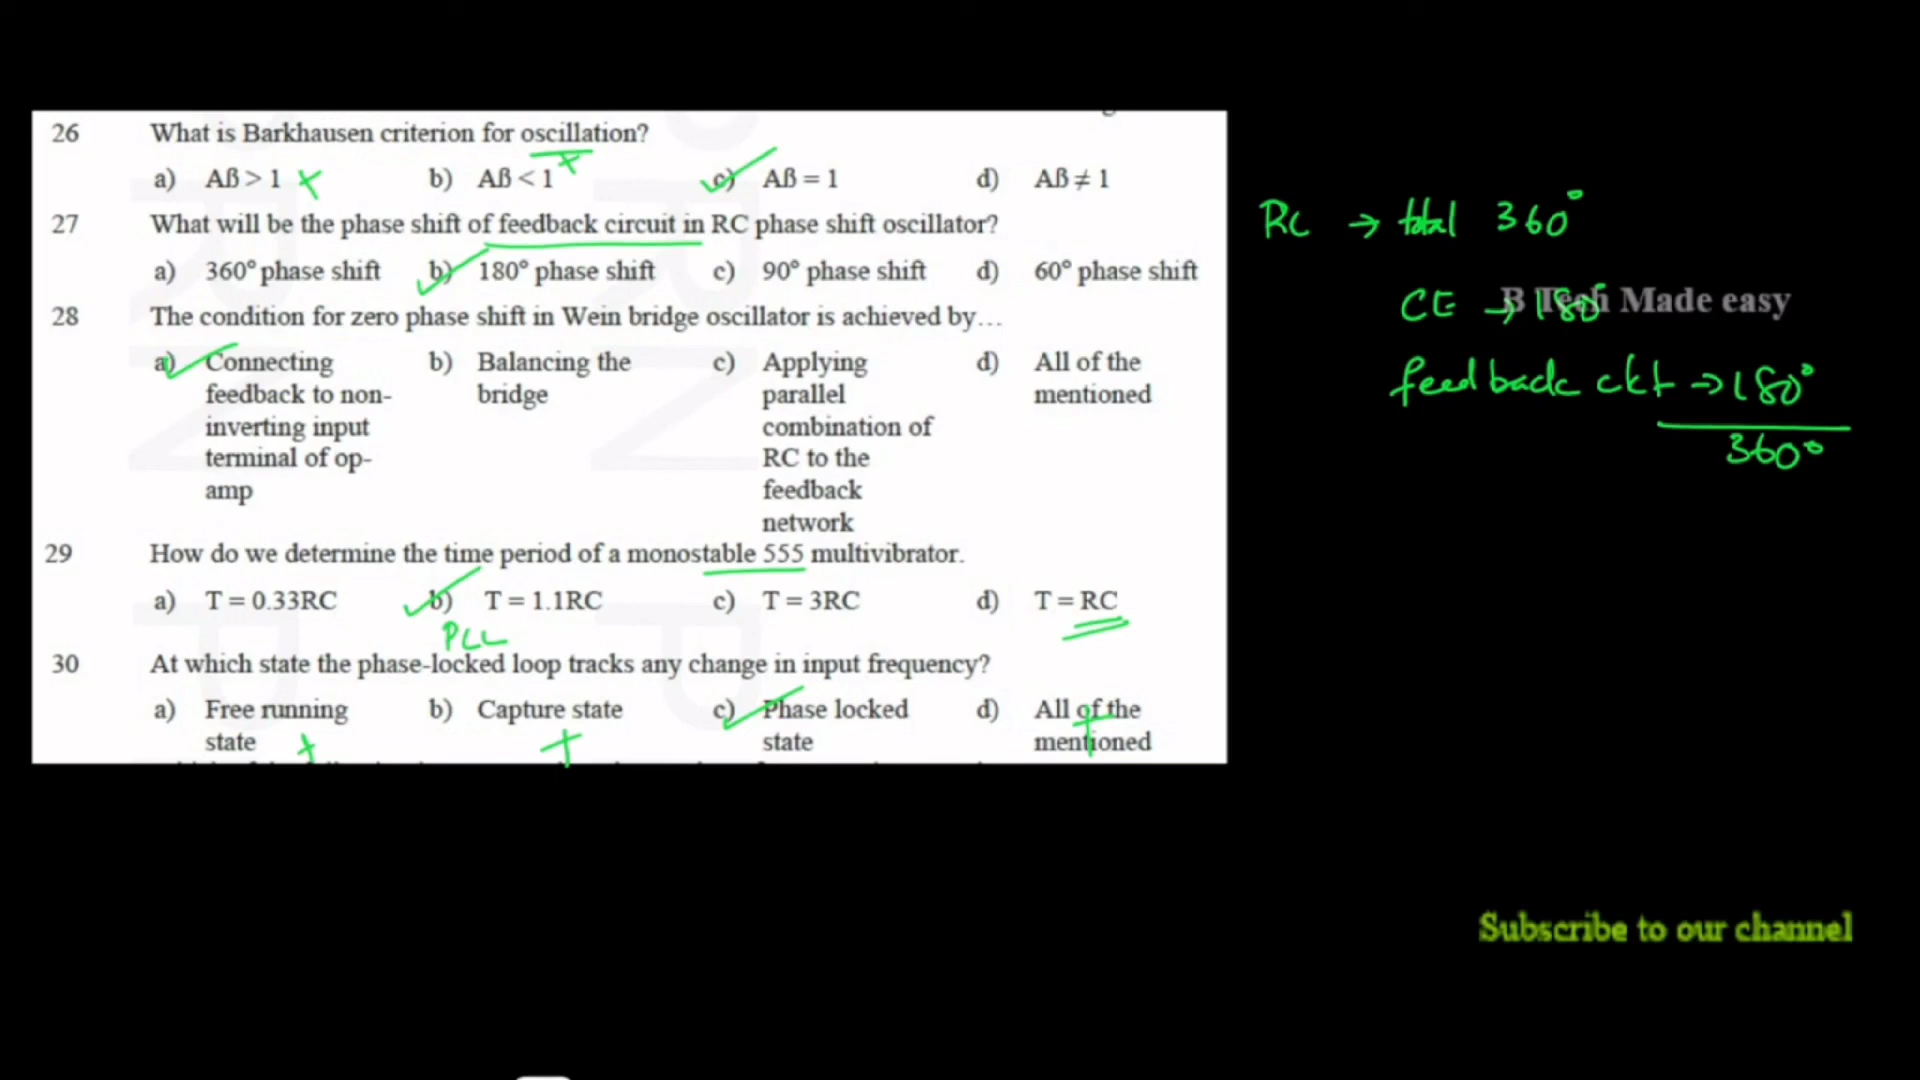 26 What is Barkhausen criterion for oscillation?
a) Aß > 1 b) Aß < 1 c) Aß = 1 d) Aß ≠ 1
27 What will be the phase shift of feedback circuit in RC phase shift oscillator?
a) 360° phase shift b) 180° phase shift c) 90° phase shift d) 60° phase shift
28 The condition for zero phase shift in Wein bridge oscillator is achieved by…
a) Connecting b) Balancing the c) Applying d) All of the
feedback to non- bridge parallel mentioned
inverting input combination of
terminal of op- RC to the
amp feedback
network
29 How do we determine the time period of a monostable 555 multivibrator.
a) T = 0.33RC b) T = 1.1RC c) T = 3RC d) T = RC
PLL
30 At which state the phase-locked loop tracks any change in input frequency?
a) Free running b) Capture state c) Phase locked d) All of the
state state mentioned
RC → total 360°
CE → 180°
B Tech Made easy
feedback ckt → 180°
360°
Subscribe to our channel